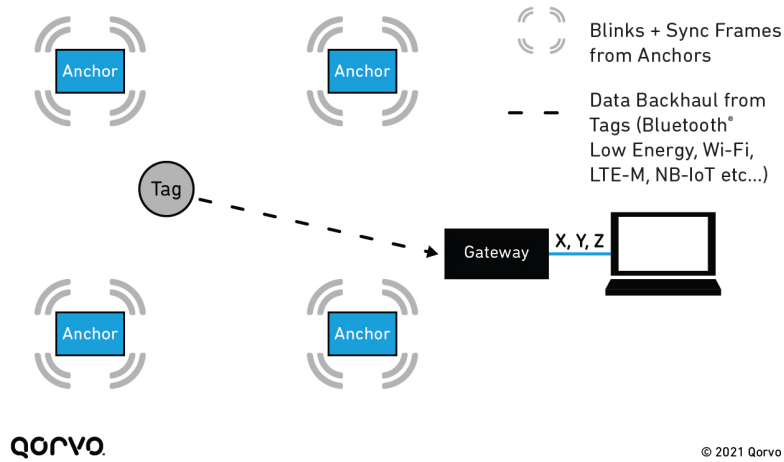 Anchor
Anchor
Blinks + Sync Frames
from Anchors
Data Backhaul from
Tags (Bluetooth®
Low Energy, Wi-Fi,
LTE-M, NB-IoT etc...)
Tag
Gateway
X, Y, Z
Anchor
Anchor
QORVO.
© 2021 Qorvo